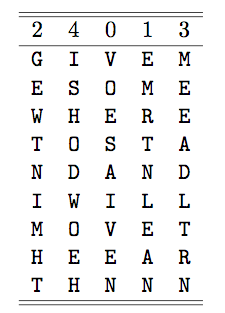 2 4 0 1 3
G I V E M
E S O M E
W H E R E
T O S T A
N D A N D
I W I L L
M O V E T
H E E A R
T H N N N